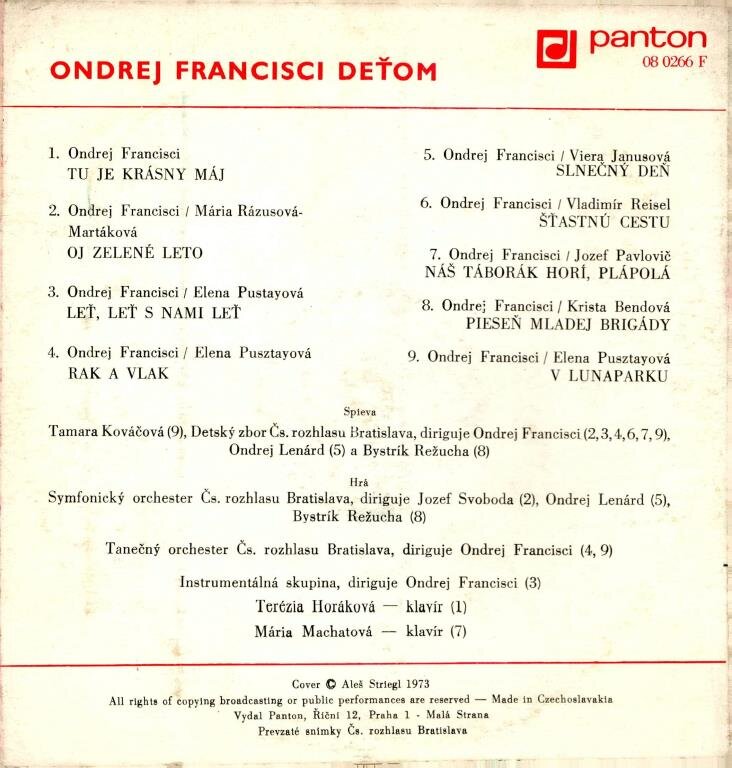 panton
08 0266 F
ONDREJ FRANCISCI DEŤOM
1. Ondrej Francisci
TU JE KRÁSNY MÁJ
2. Ondrej Francisci / Mária Rázusová-
Martáková
OJ ZELENÉ LETO
3. Ondrej Francisci / Elena Pustayová
LEŤ, LEŤ S NAMI LEŤ
4. Ondrej Francisci / Elena Pusztayová
RAK A VLAK
5. Ondrej Francisci / Viera Janusová
SLNEČNÝ DEŇ
6. Ondrej Francisci / Vladimír Reisel
ŠŤASTNÚ CESTU
7. Ondrej Francisci / Jozef Pavlovič
NÁŠ TÁBORÁK HORÍ, PLÁPOLÁ
8. Ondrej Francisci / Krista Bendová
PIESEŇ MLADEJ BRIGÁDY
9. Ondrej Francisci / Elena Pusztayová
V LUNAPARKU
Spieva
Tamara Kováčová (9), Detský zbor Čs. rozhlasu Bratislava, diriguje Ondrej Francisci (2,3,4,6,7,9),
Ondrej Lenárd (5) a Bystrík Režucha (8)
Hrá
Symfonický orchester Čs. rozhlasu Bratislava, diriguje Jozef Svoboda (2), Ondrej Lenárd (5),
Bystrík Režucha (8)
Tanečný orchester Čs. rozhlasu Bratislava, diriguje Ondrej Francisci (4, 9)
Instrumentálná skupina, diriguje Ondrej Francisci (3)
Terézia Horáková — klavír (1)
Mária Machatová — klavír (7)
Cover © Aleš Striegl 1973
All rights of copying broadcasting or public performances are reserved — Made in Czechoslavakia
Vydal Panton, Říční 12, Praha 1 - Malá Strana
Prevzaté snímky Čs. rozhlasu Bratislava